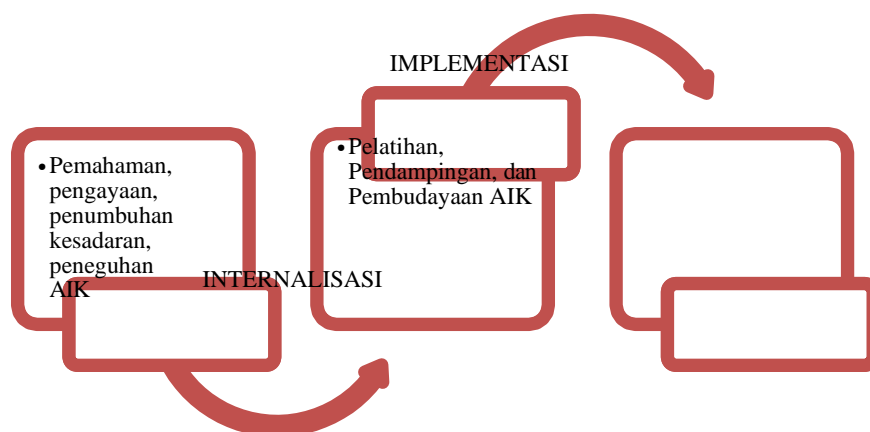 •Pemahaman,
pengayaan,
penumbuhan
kesadaran,
peneguhan
AIK
INTERNALISASI
IMPLEMENTASI
•Pelatihan,
Pendampingan, dan
Pembudayaan AIK